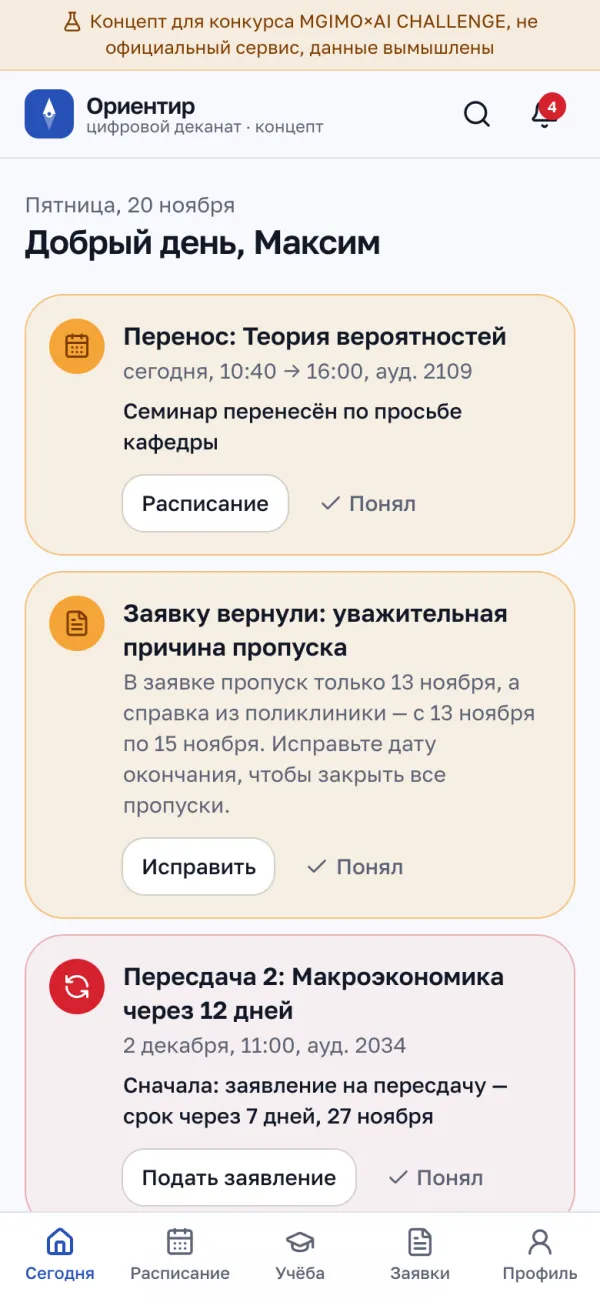 Концепт для конкурса MGIMO×AI CHALLENGE, не
официальный сервис, данные вымышлены
Ориентир
цифровой деканат · концепт
4
Пятница, 20 ноября
Добрый день, Максим
Перенос: Теория вероятностей
сегодня, 10:40 → 16:00, ауд. 2109
Семинар перенесён по просьбе
кафедры
Расписание
Понял
Заявку вернули: уважительная
причина пропуска
В заявке пропуск только 13 ноября, а
справка из поликлиники — с 13 ноября
по 15 ноября. Исправьте дату
окончания, чтобы закрыть все
пропуски.
Исправить
Понял
Пересдача 2: Макроэкономика
через 12 дней
2 декабря, 11:00, ауд. 2034
Сначала: заявление на пересдачу —
срок через 7 дней, 27 ноября
Подать заявление
Понял
Сегодня
Расписание
Учёба
Заявки
Профиль